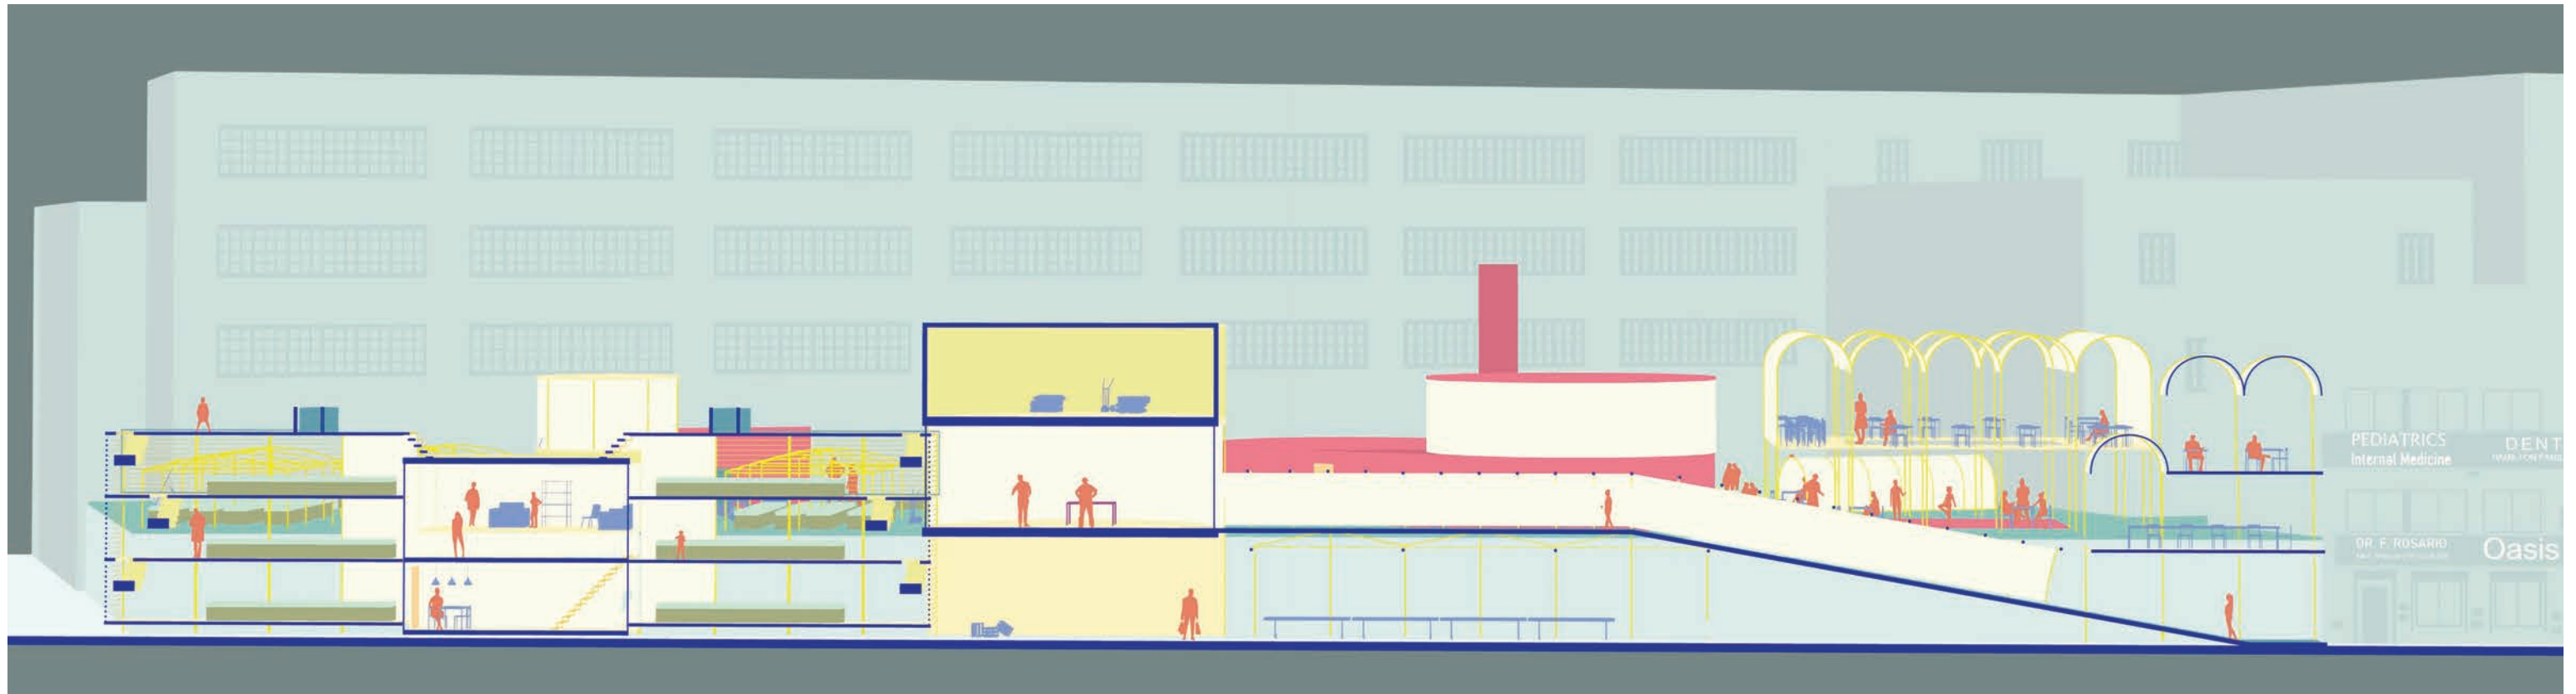 PEDIATRICS
Internal Medicine
DENT
DR. F. ROSARIO
Oasis